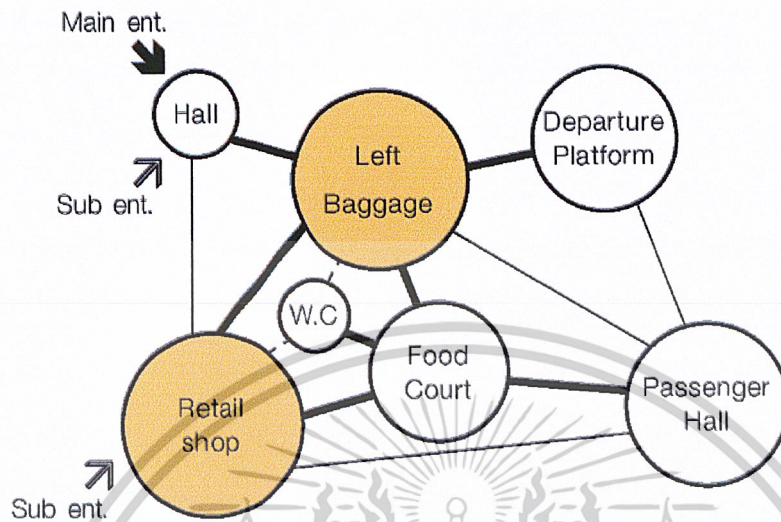 Main ent.
Hall
Sub ent.
Left
Baggage
Departure
Platform
W.C
Food
Court
Passenger
Hall
Retail
shop
Sub ent.